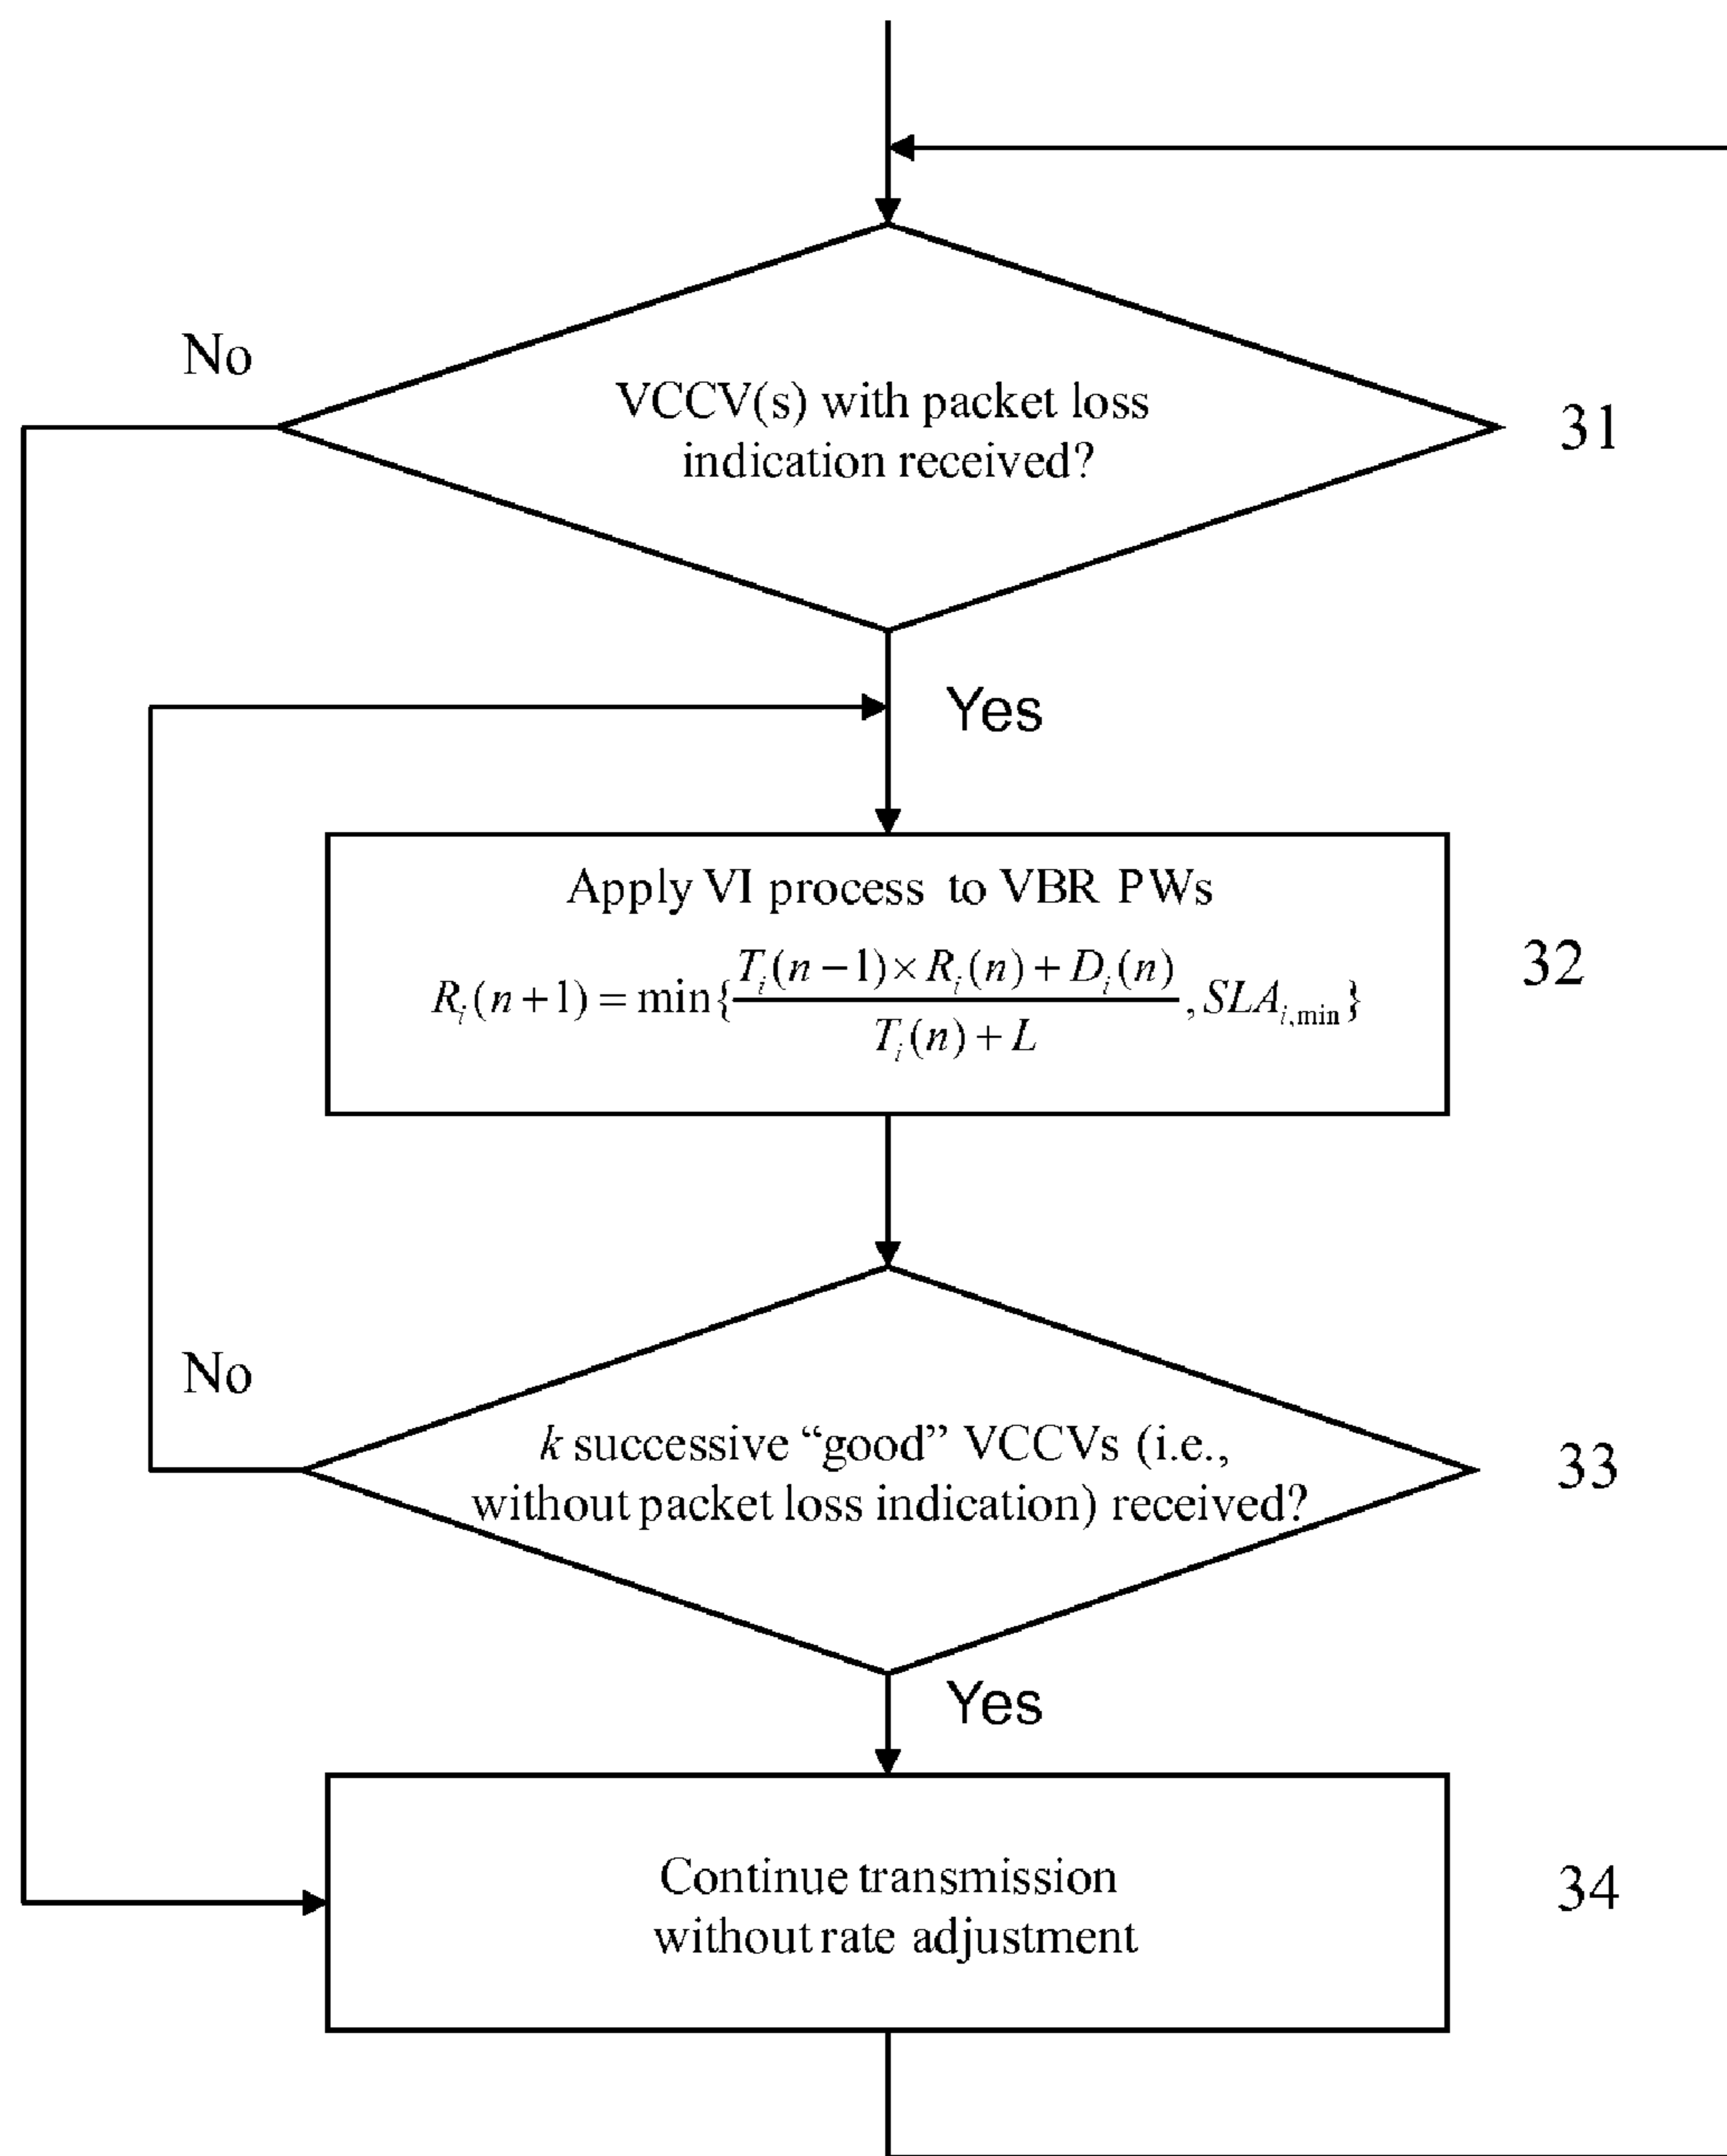 No
VCCV(s) with packet loss
indication received?
31
Yes
Apply VI process to VBR PWs
R_i(n+1) = min{\frac{T_i(n-1)×R_i(n)+D_i(n)}{T_i(n)+L}, SLA_{i,min}}
32
No
k successive “good” VCCVs (i.e.,
without packet loss indication) received?
33
Yes
Continue transmission
without rate adjustment
34